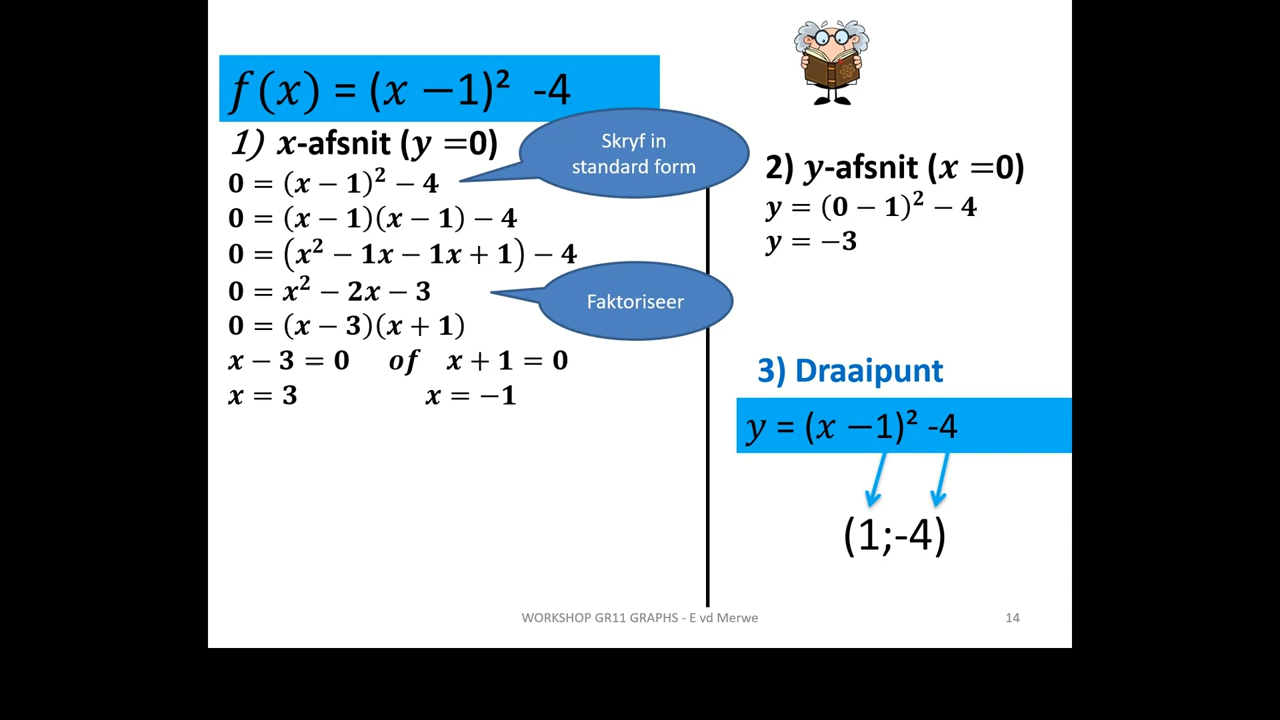 f(x) = (x −1)² -4
1) x-afsnit (y =0)
Skryf in
standard form
0 = (x − 1)² − 4
0 = (x − 1)(x − 1) − 4
0 = (x² − 1x − 1x + 1) − 4
0 = x² − 2x − 3
Faktoriseer
0 = (x − 3)(x + 1)
x − 3 = 0 of x + 1 = 0
x = 3 x = −1
2) y-afsnit (x =0)
y = (0 − 1)² − 4
y = −3
3) Draaipunt
y = (x −1)² -4
(1;-4)
WORKSHOP GR11 GRAPHS - E vd Merwe
14